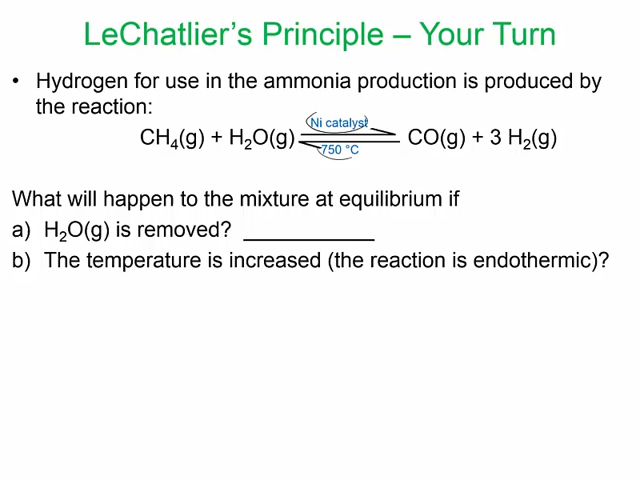 LeChatlier’s Principle – Your Turn
• Hydrogen for use in the ammonia production is produced by
the reaction:
Ni catalyst
CH₄(g) + H₂O(g) ⇌ CO(g) + 3 H₂(g)
750 °C
What will happen to the mixture at equilibrium if
a) H₂O(g) is removed? ___________
b) The temperature is increased (the reaction is endothermic)?